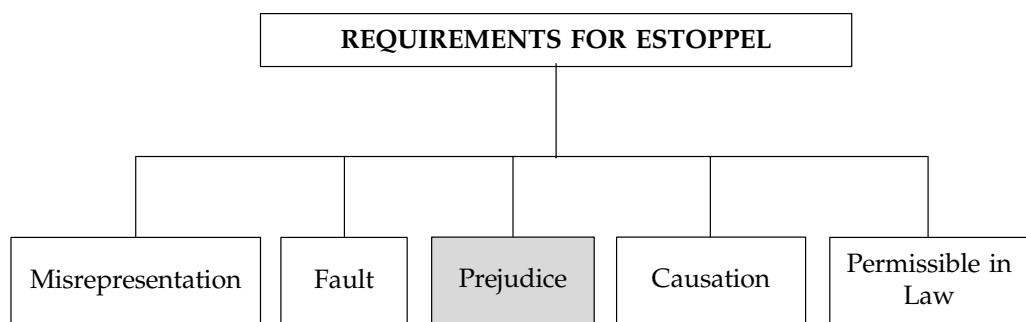 REQUIREMENTS FOR ESTOPPEL
Misrepresentation
Fault
Prejudice
Causation
Permissible in
Law